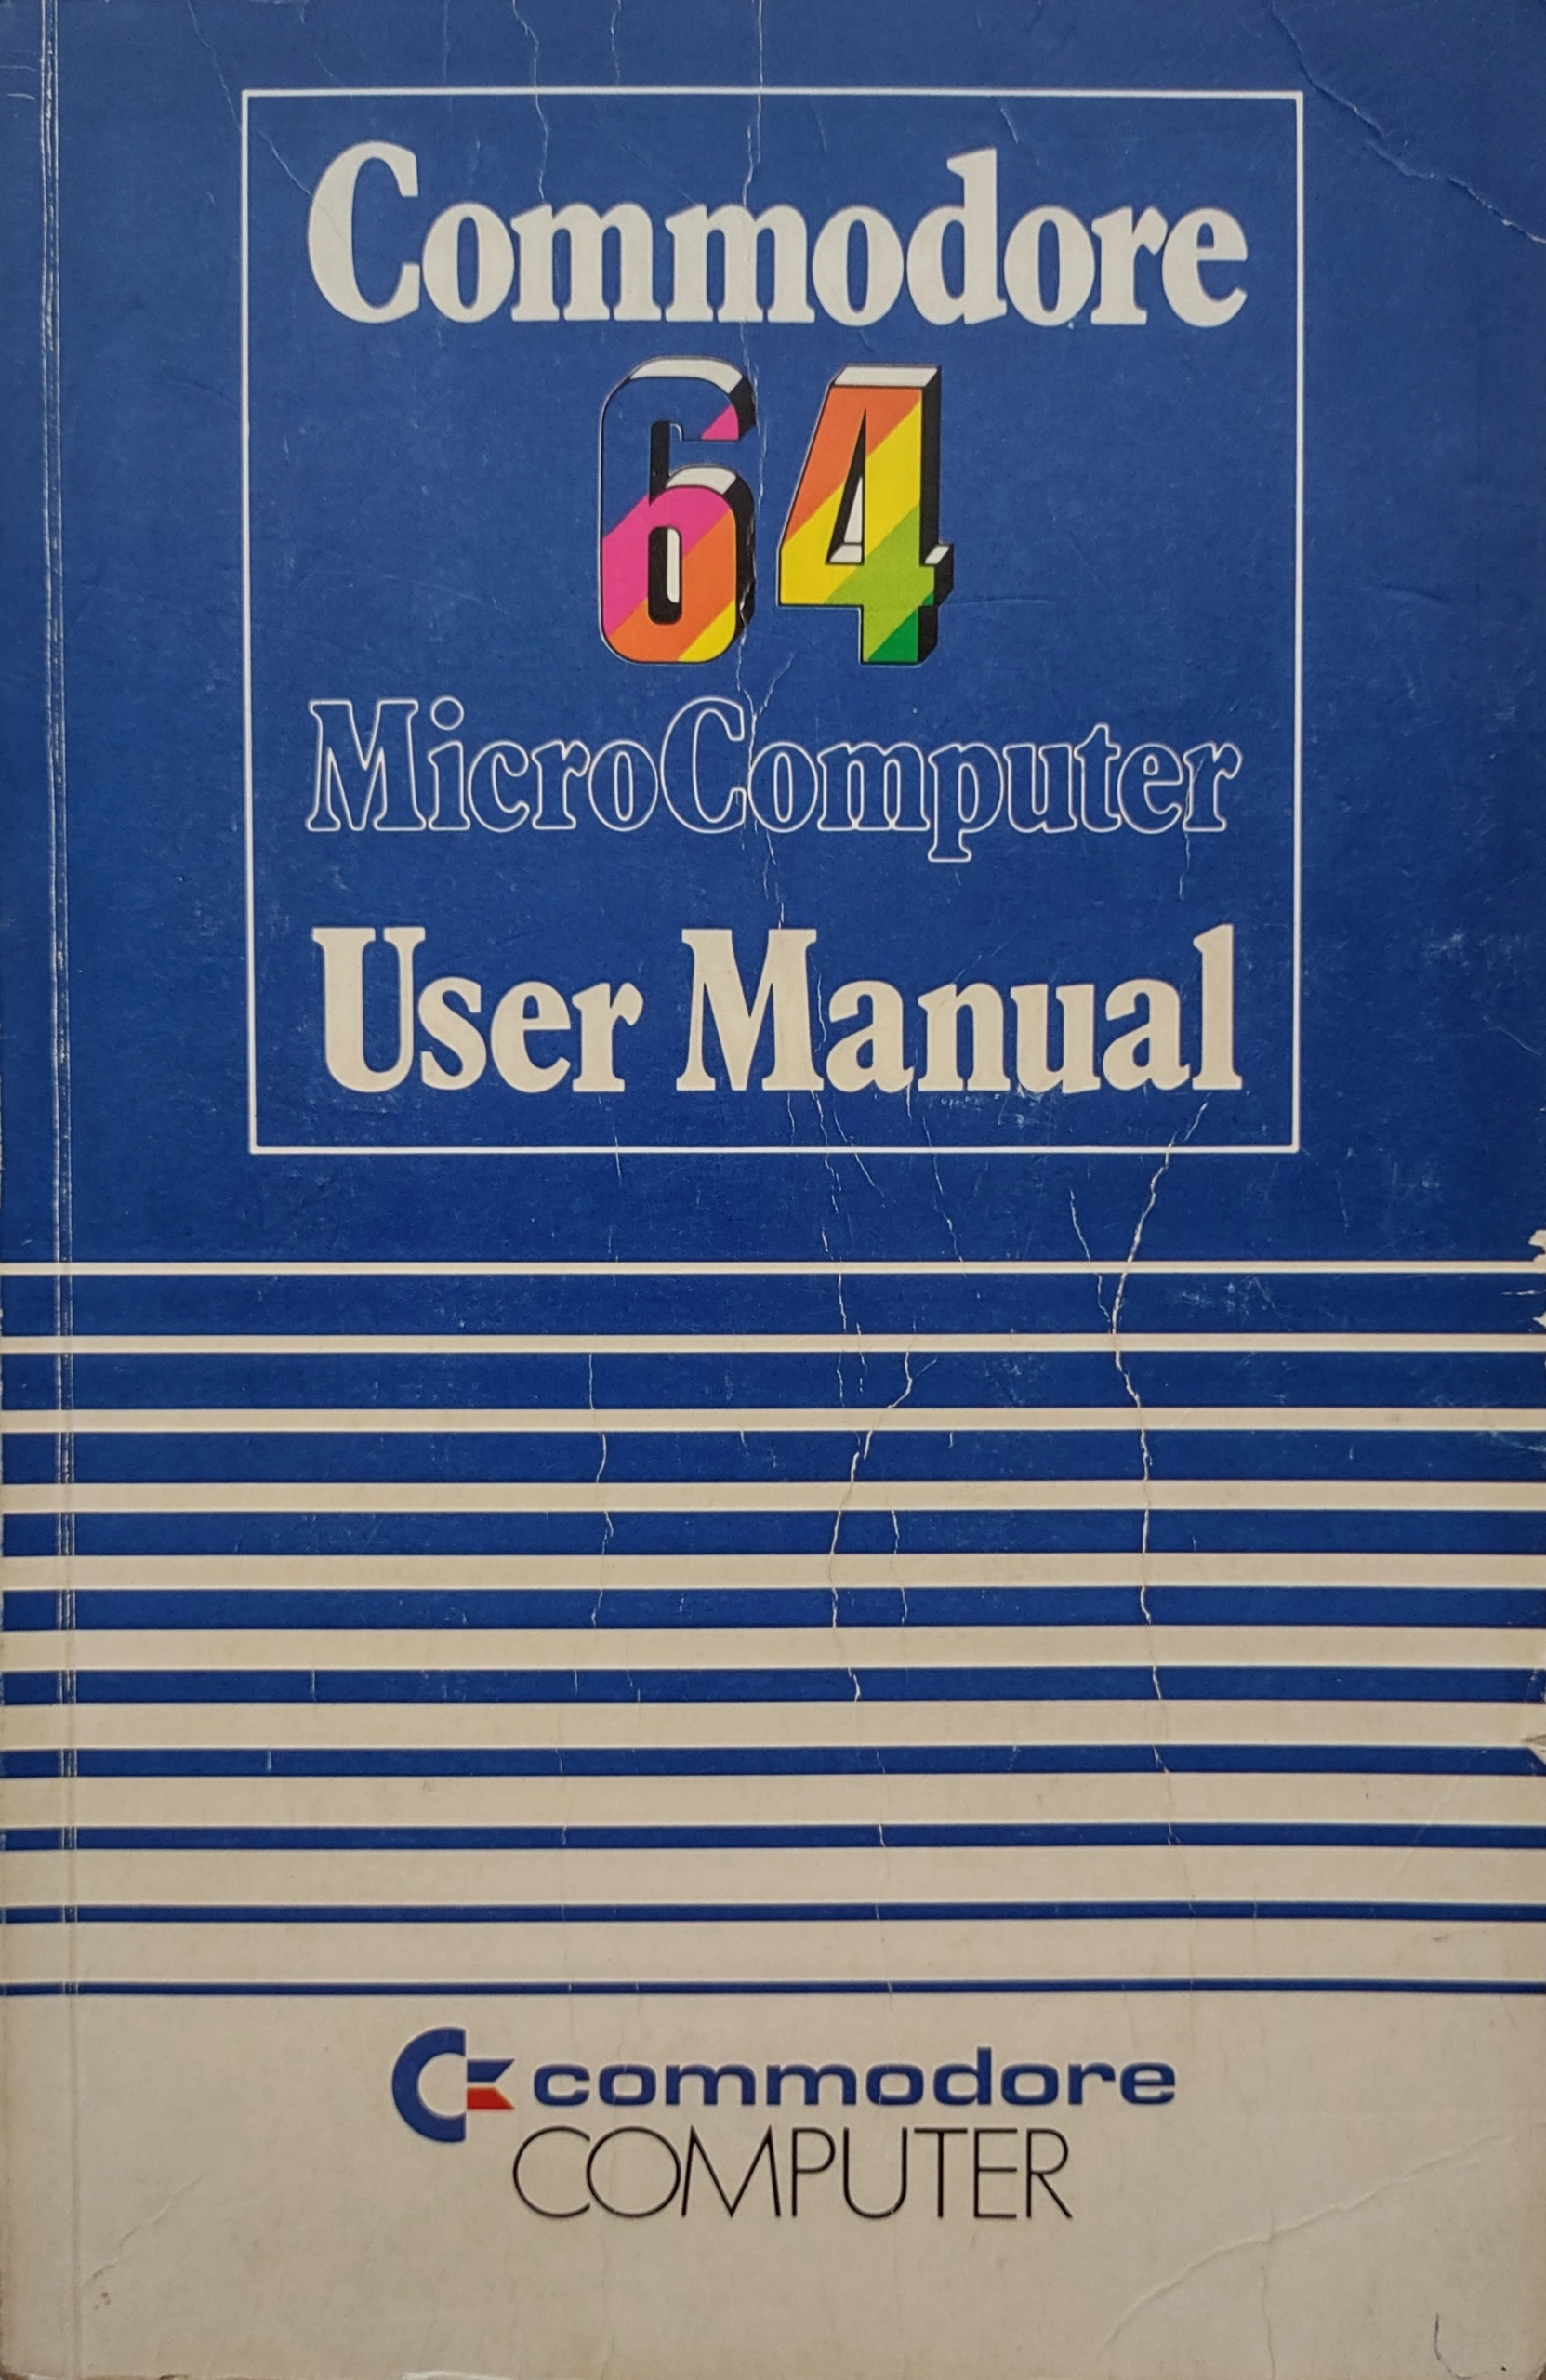 Commodore
64
MicroComputer
User Manual
commodore
COMPUTER